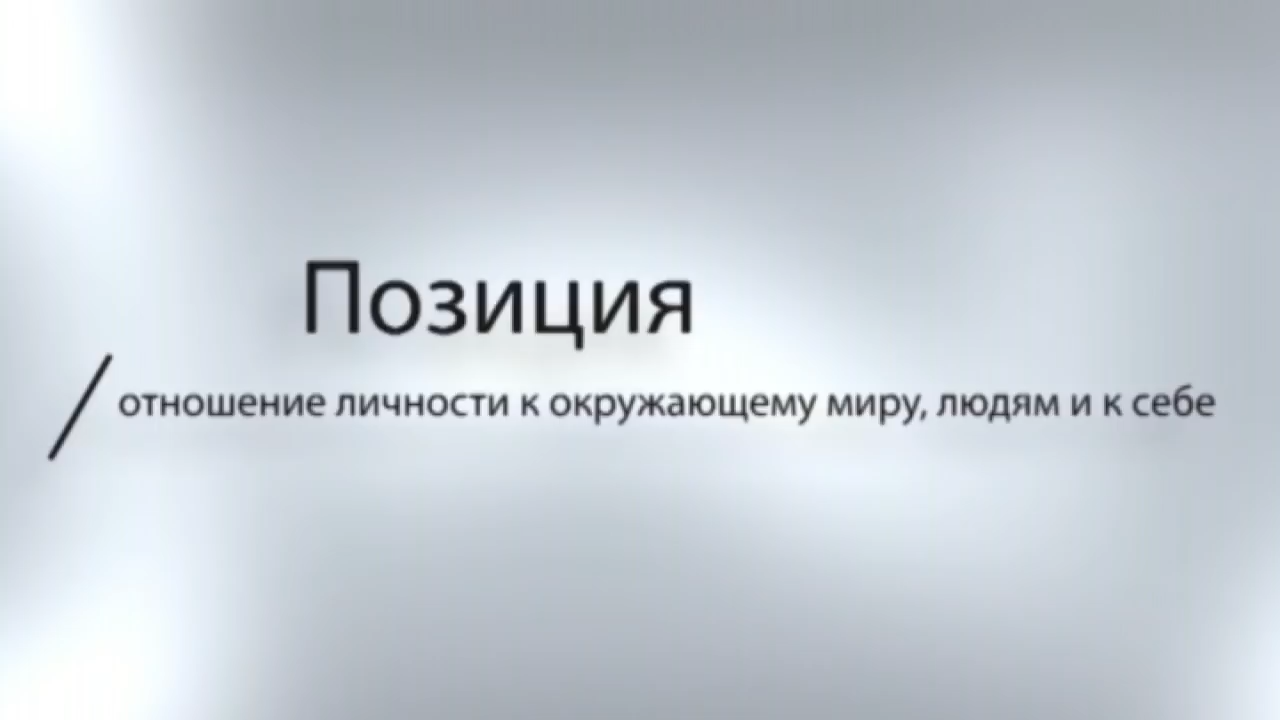 Позиция
отношение личности к окружающему миру, людям и к себе